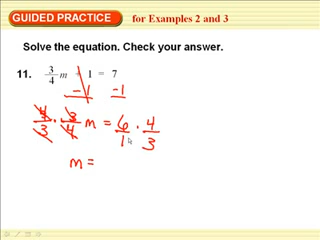 GUIDED PRACTICE for Examples 2 and 3
Solve the equation. Check your answer.
11. 3/4 m + 1 = 7
− 1 −1
4/3 · 3/4 m = 6/1 · 4/3
m =